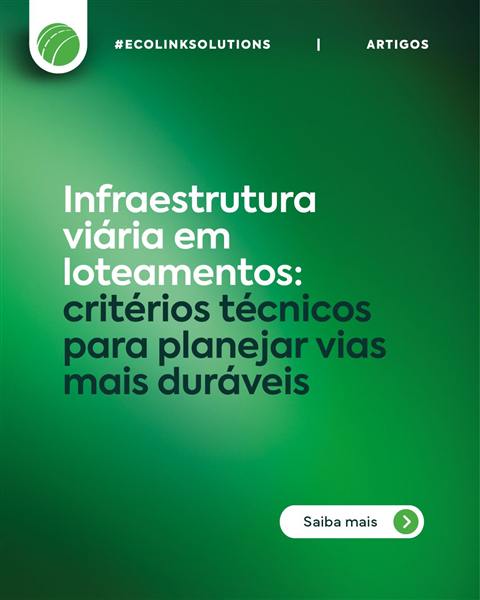 #ECOLINKSOLUTIONS | ARTIGOS
Infraestrutura
viária em
loteamentos:
critérios técnicos
para planejar vias
mais duráveis
Saiba mais